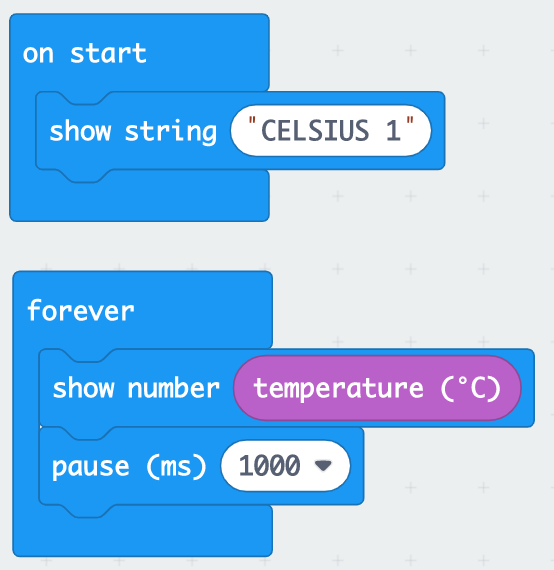 on start
show string "CELSIUS 1"
forever
show number temperature (°C)
pause (ms) 1000